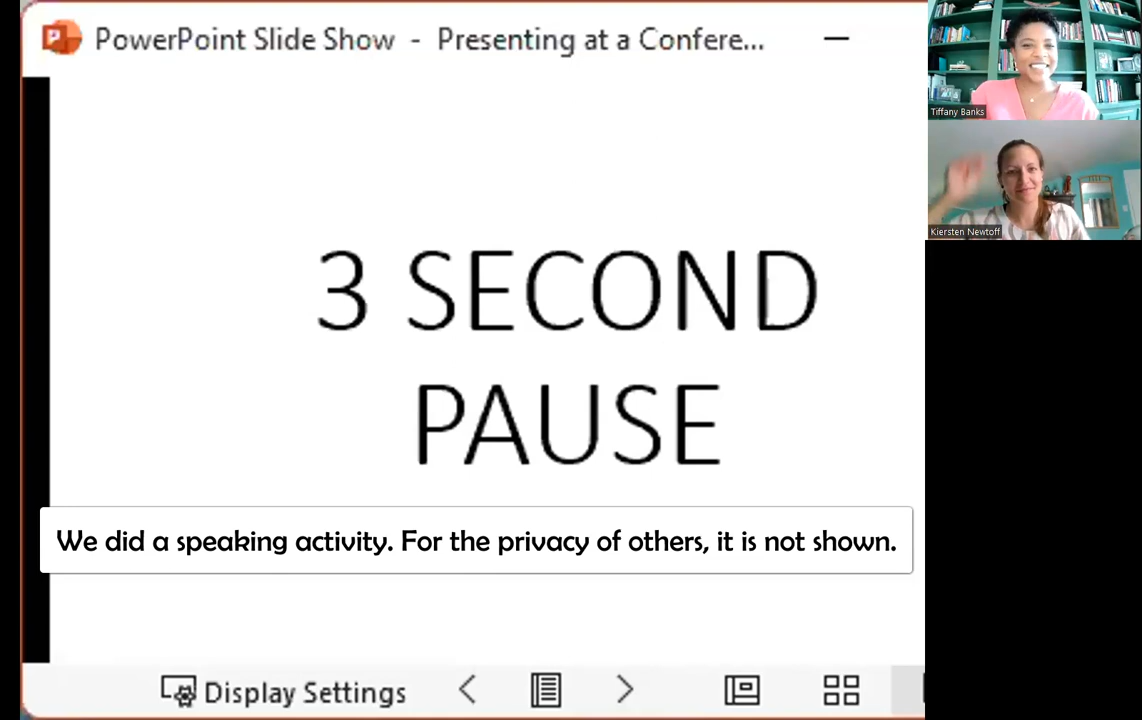 PowerPoint Slide Show - Presenting at a Confere...
Tiffany Banks
Kiersten Newtoff
3 SECOND
PAUSE
We did a speaking activity. For the privacy of others, it is not shown.
Display Settings